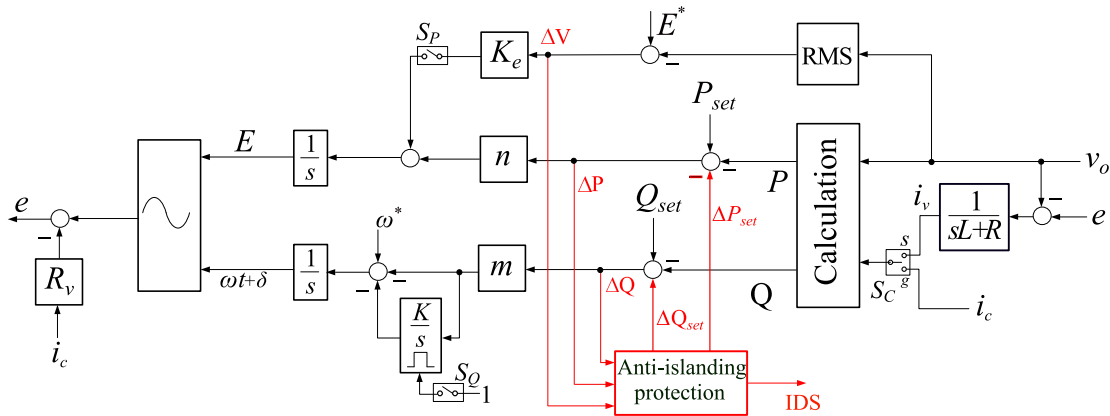 E*
S_P
ΔV
K_e
RMS
P_set
E
1/s
n
ΔP
P
Calculation
v_o
i_v
1/(sL+R)
e
e
ω*
Q_set
ΔP_set
R_v
ωt+δ
1/s
m
ΔQ
Q
s
S_C
g
i_c
K/s
ΔQ_set
i_c
S_Q
1
Anti-islanding
protection
IDS